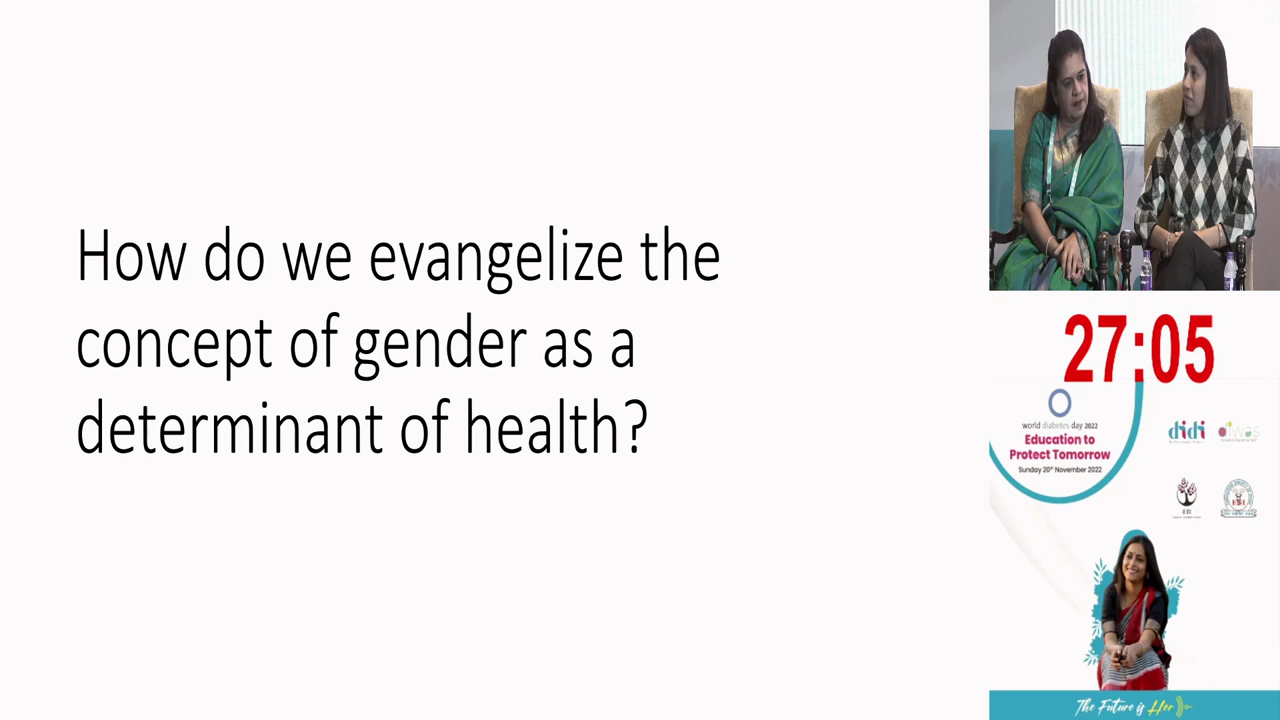 How do we evangelize the
concept of gender as a
determinant of health?
27:05
world diabetes day 2022
Education to
Protect Tomorrow
Sunday 20th November 2022
didi
The Future is Her